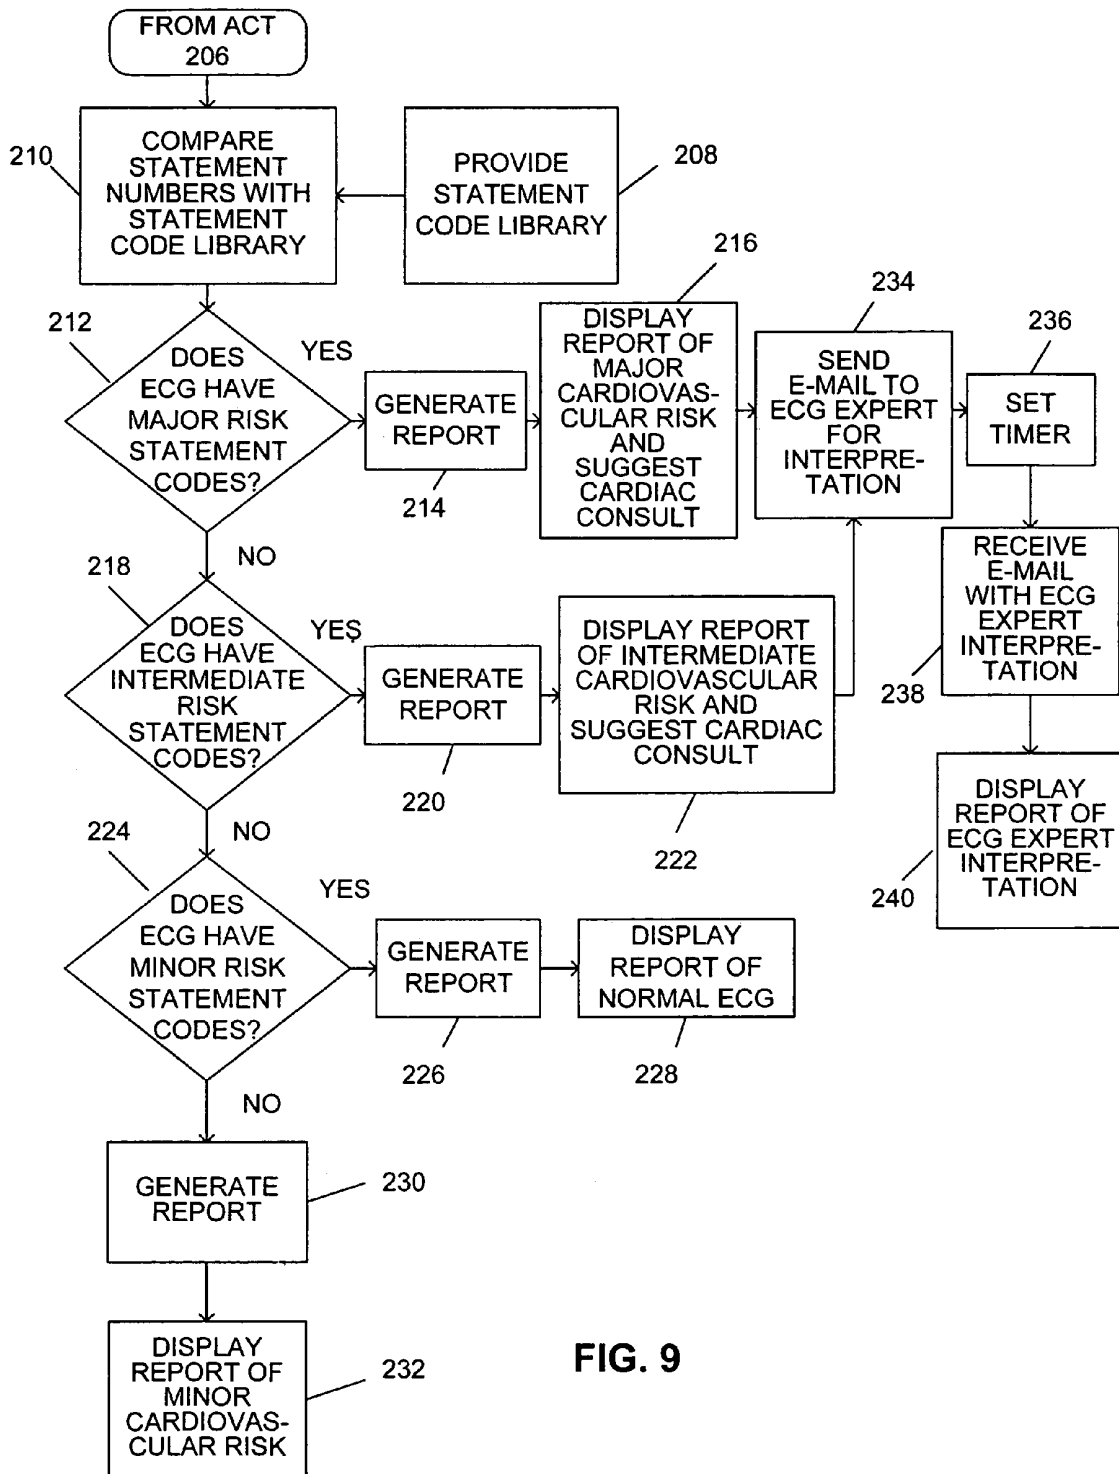 FROM ACT
206
COMPARE
STATEMENT
NUMBERS WITH
STATEMENT
CODE LIBRARY
210
PROVIDE
STATEMENT
CODE LIBRARY
208
212
DOES
ECG HAVE
MAJOR RISK
STATEMENT
CODES?
YES
NO
GENERATE
REPORT
214
216
DISPLAY
REPORT OF
MAJOR
CARDIOVAS-
CULAR RISK
AND
SUGGEST
CARDIAC
CONSULT
234
SEND
E-MAIL TO
ECG EXPERT
FOR
INTERPRE-
TATION
236
SET
TIMER
RECEIVE
E-MAIL
WITH ECG
EXPERT
INTERPRE-
TATION
238
DISPLAY
REPORT OF
ECG EXPERT
INTERPRE-
TATION
240
218
DOES
ECG HAVE
INTERMEDIATE
RISK
STATEMENT
CODES?
YES
NO
GENERATE
REPORT
220
DISPLAY REPORT
OF INTERMEDIATE
CARDIOVASCULAR
RISK AND
SUGGEST CARDIAC
CONSULT
222
224
DOES
ECG HAVE
MINOR RISK
STATEMENT
CODES?
YES
NO
GENERATE
REPORT
226
DISPLAY
REPORT OF
NORMAL ECG
228
GENERATE
REPORT
230
DISPLAY
REPORT OF
MINOR
CARDIOVAS-
CULAR RISK
232
FIG. 9